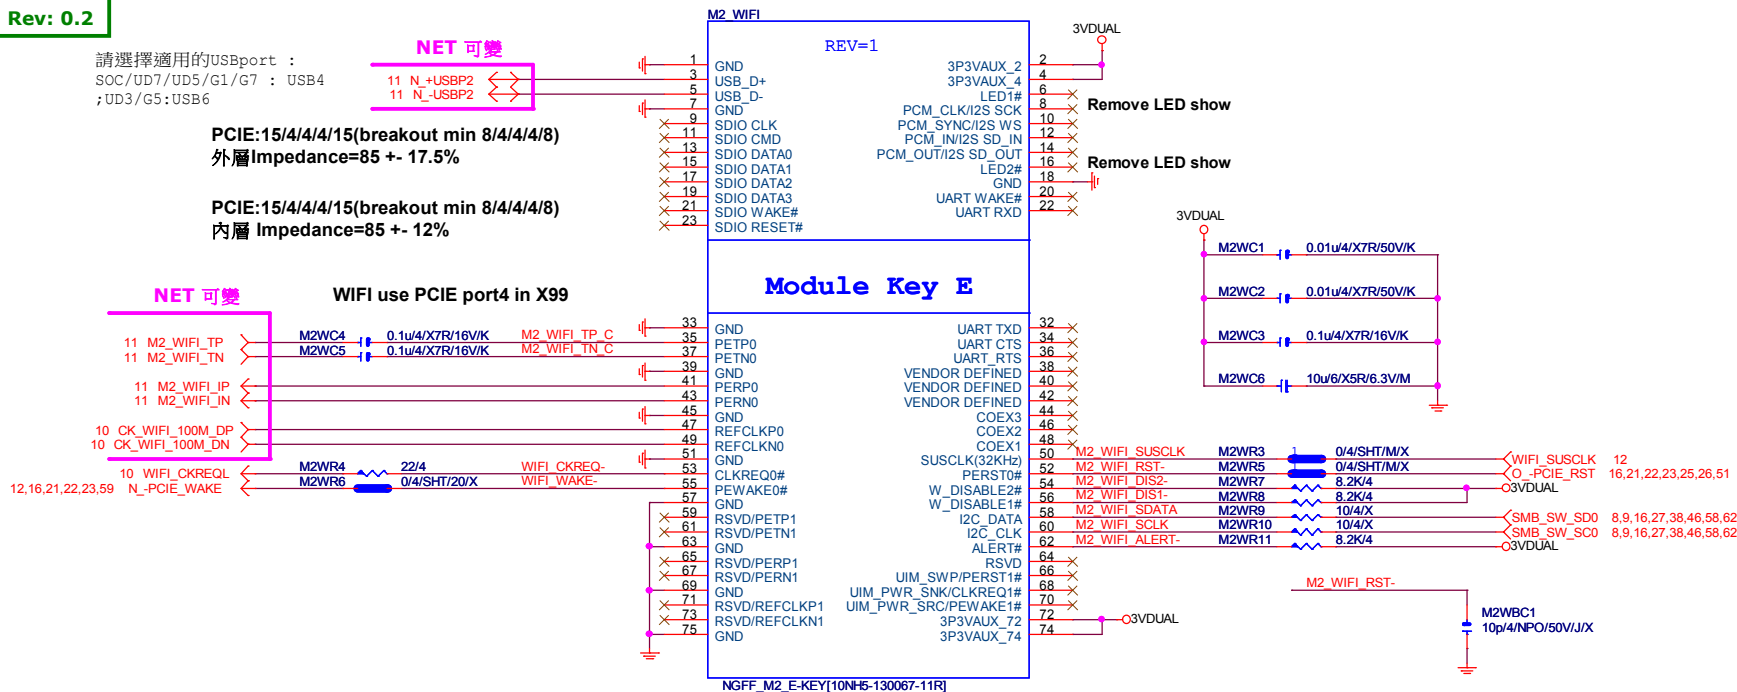 Rev: 0.2
請選擇適用的USBport :
SOC/UD7/UD5/G1/G7 : USB4
;UD3/G5:USB6
NET 可變
11 N_+USBP2
11 N_-USBP2
PCIE:15/4/4/4/15(breakout min 8/4/4/4/8)
外層Impedance=85 +- 17.5%
PCIE:15/4/4/4/15(breakout min 8/4/4/4/8)
內層 Impedance=85 +- 12%
M2_WIFI
REV=1
1 GND
3 USB_D+
5 USB_D-
7 GND
9 SDIO CLK
11 SDIO CMD
13 SDIO DATA0
15 SDIO DATA1
17 SDIO DATA2
19 SDIO DATA3
21 SDIO WAKE#
23 SDIO RESET#
3VDUAL
3P3VAUX_2 2
3P3VAUX_4 4
LED1# 6
PCM_CLK/I2S SCK 8
PCM_SYNC/I2S WS 10
PCM_IN/I2S SD_IN 12
PCM_OUT/I2S SD_OUT 14
LED2# 16
GND 18
UART WAKE# 20
UART RXD 22
Remove LED show
Remove LED show
Module Key E
NET 可變
WIFI use PCIE port4 in X99
11 M2_WIFI_TP
11 M2_WIFI_TN
11 M2_WIFI_IP
11 M2_WIFI_IN
10 CK_WIFI_100M_DP
10 CK_WIFI_100M_DN
10 WIFI_CKREQL
12,16,21,22,23,59 N_-PCIE_WAKE
M2WC4 0.1u/4/X7R/16V/K M2_WIFI_TP_C
M2WC5 0.1u/4/X7R/16V/K M2_WIFI_TN_C
M2WR4 22/4 WIFI_CKREQ-
M2WR6 0/4/SHT/20/X WIFI_WAKE-
33 GND
35 PETP0
37 PETN0
39 GND
41 PERP0
43 PERN0
45 GND
47 REFCLKP0
49 REFCLKN0
51 GND
53 CLKREQ0#
55 PEWAKE0#
57 GND
59 RSVD/PETP1
61 RSVD/PETN1
63 GND
65 RSVD/PERP1
67 RSVD/PERN1
69 GND
71 RSVD/REFCLKP1
73 RSVD/REFCLKN1
75 GND
UART TXD 32
UART CTS 34
UART_RTS 36
VENDOR DEFINED 38
VENDOR DEFINED 40
VENDOR DEFINED 42
COEX3 44
COEX2 46
COEX1 48
SUSCLK(32KHz) 50
PERST0# 52
W_DISABLE2# 54
W_DISABLE1# 56
I2C_DATA 58
I2C_CLK 60
ALERT# 62
RSVD 64
UIM_SWP/PERST1# 66
UIM_PWR_SNK/CLKREQ1# 68
UIM_PWR_SRC/PEWAKE1# 70
3P3VAUX_72 72
3P3VAUX_74 74
3VDUAL
NGFF_M2_E-KEY[10NH5-130067-11R]
3VDUAL
M2WC1 0.01u/4/X7R/50V/K
M2WC2 0.01u/4/X7R/50V/K
M2WC3 0.1u/4/X7R/16V/K
M2WC6 10u/6/X5R/6.3V/M
M2_WIFI_SUSCLK M2WR3 1 0/4/SHT/M/X WIFI_SUSCLK 12
M2_WIFI_RST- M2WR5 0/4/SHT/M/X O_-PCIE_RST 16,21,22,23,25,26,51
M2_WIFI_DIS2- M2WR7 8.2K/4 3VDUAL
M2_WIFI_DIS1- M2WR8 8.2K/4
M2_WIFI_SDATA M2WR9 10/4/X SMB_SW_SD0 8,9,16,27,38,46,58,62
M2_WIFI_SCLK M2WR10 10/4/X SMB_SW_SC0 8,9,16,27,38,46,58,62
M2_WIFI_ALERT- M2WR11 8.2K/4 3VDUAL
M2_WIFI_RST-
M2WBC1
10p/4/NPO/50V/J/X